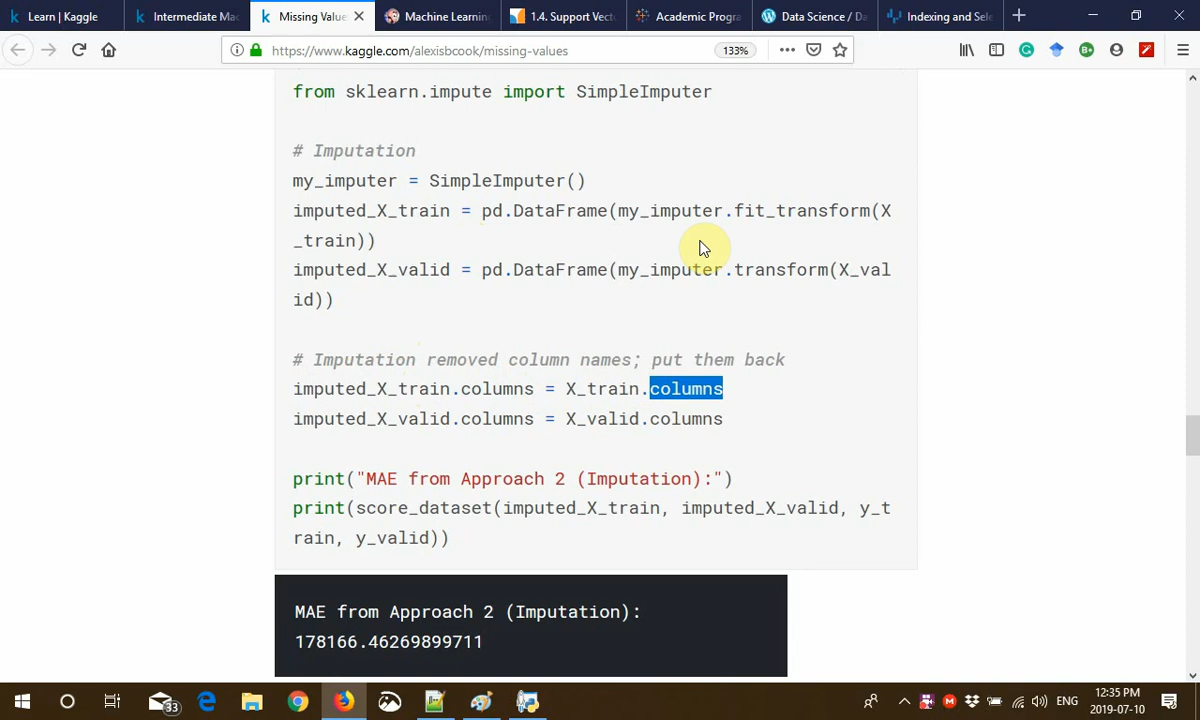 Learn | Kaggle
Intermediate Ma
Missing Value
Machine Learning
1.4. Support Vect
Academic Progra
Data Science / Da
Indexing and Sele
https://www.kaggle.com/alexisbcook/missing-values
133%
from sklearn.impute import SimpleImputer
# Imputation
my_imputer = SimpleImputer()
imputed_X_train = pd.DataFrame(my_imputer.fit_transform(X
_train))
imputed_X_valid = pd.DataFrame(my_imputer.transform(X_val
id))
# Imputation removed column names; put them back
imputed_X_train.columns = X_train.columns
imputed_X_valid.columns = X_valid.columns
print("MAE from Approach 2 (Imputation):")
print(score_dataset(imputed_X_train, imputed_X_valid, y_t
rain, y_valid))
MAE from Approach 2 (Imputation):
178166.46269899711
33
ENG
12:35 PM
2019-07-10